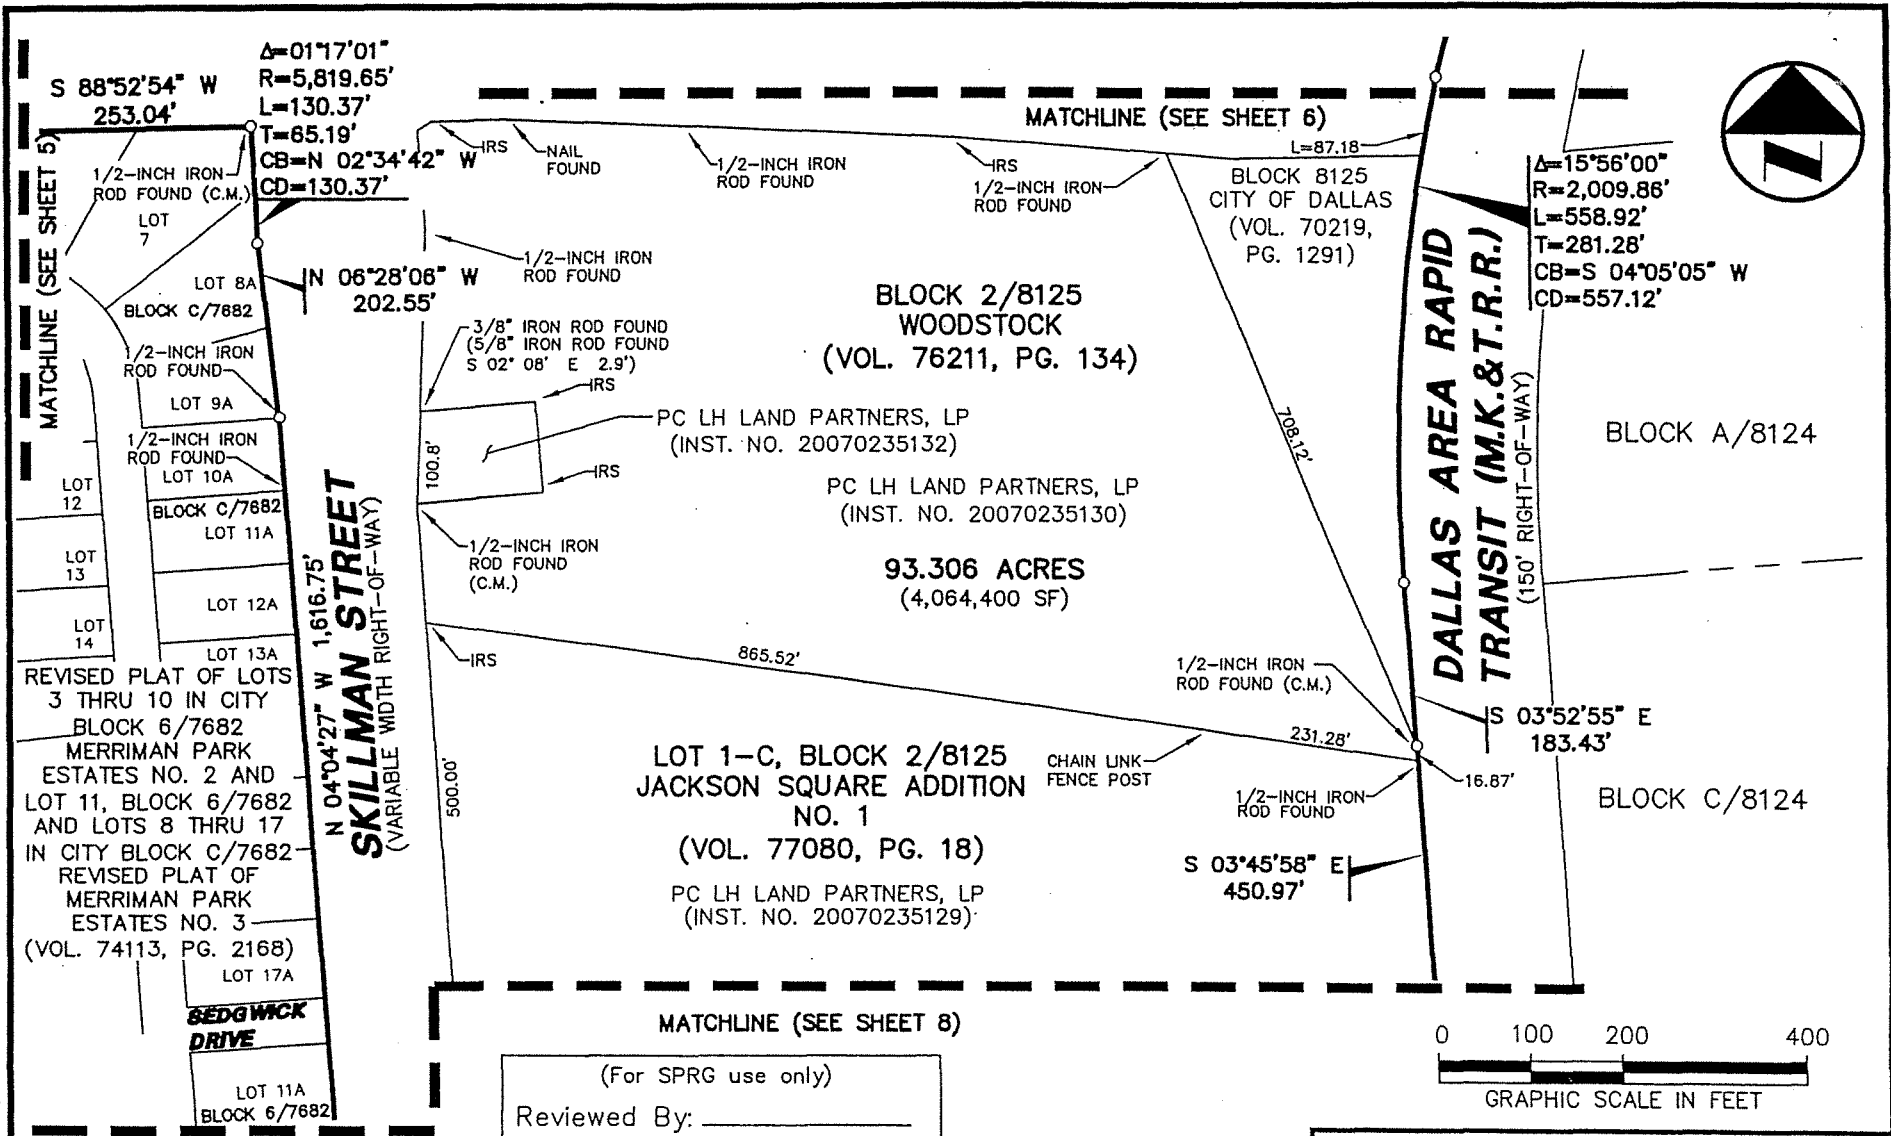 S 88°52'54" W
253.04'
Δ=01°17'01"
R=5,819.65'
L=130.37'
T=65.19'
CB=N 02°34'42" W
CD=130.37'
MATCHLINE (SEE SHEET 5)
1/2-INCH IRON
ROD FOUND (C.M.)
LOT
7
LOT 8A
BLOCK C/7682
N 06°28'06" W
202.55'
1/2-INCH IRON
ROD FOUND
LOT 9A
1/2-INCH IRON
ROD FOUND
LOT 10A
BLOCK C/7682
LOT 11A
LOT
12
LOT
13
LOT
14
LOT 12A
LOT 13A
REVISED PLAT OF LOTS
3 THRU 10 IN CITY
BLOCK 6/7682
MERRIMAN PARK
ESTATES NO. 2 AND
LOT 11, BLOCK 6/7682
AND LOTS 8 THRU 17
IN CITY BLOCK C/7682
REVISED PLAT OF
MERRIMAN PARK
ESTATES NO. 3
(VOL. 74113, PG. 2168)
LOT 17A
SEDGWICK
DRIVE
LOT 11A
BLOCK 6/7682
N 04°04'27" W 1,616.75'
SKILLMAN STREET
(VARIABLE WIDTH RIGHT-OF-WAY)
MATCHLINE (SEE SHEET 6)
IRS
NAIL
FOUND
1/2-INCH IRON
ROD FOUND
IRS
1/2-INCH IRON
ROD FOUND
L=87.18
BLOCK 8125
CITY OF DALLAS
(VOL. 70219,
PG. 1291)
1/2-INCH IRON
ROD FOUND
BLOCK 2/8125
WOODSTOCK
(VOL. 76211, PG. 134)
3/8" IRON ROD FOUND
(5/8" IRON ROD FOUND
S 02° 08' E 2.9')
IRS
PC LH LAND PARTNERS, LP
(INST. NO. 20070235132)
100.8'
IRS
PC LH LAND PARTNERS, LP
(INST. NO. 20070235130)
1/2-INCH IRON
ROD FOUND
(C.M.)
93.306 ACRES
(4,064,400 SF)
708.12'
IRS
865.52'
1/2-INCH IRON
ROD FOUND (C.M.)
231.28'
500.00'
LOT 1-C, BLOCK 2/8125
JACKSON SQUARE ADDITION
NO. 1
(VOL. 77080, PG. 18)
CHAIN LINK
FENCE POST
1/2-INCH IRON
ROD FOUND
16.87'
PC LH LAND PARTNERS, LP
(INST. NO. 20070235129)
S 03°45'58" E
450.97'
Δ=15°56'00"
R=2,009.86'
L=558.92'
T=281.28'
CB=S 04°05'05" W
CD=557.12'
DALLAS AREA RAPID
TRANSIT (M.K.&T.R.R.)
(150' RIGHT-OF-WAY)
BLOCK A/8124
S 03°52'55" E
183.43'
BLOCK C/8124
MATCHLINE (SEE SHEET 8)
(For SPRG use only)
Reviewed By:
0 100 200 400
GRAPHIC SCALE IN FEET
N